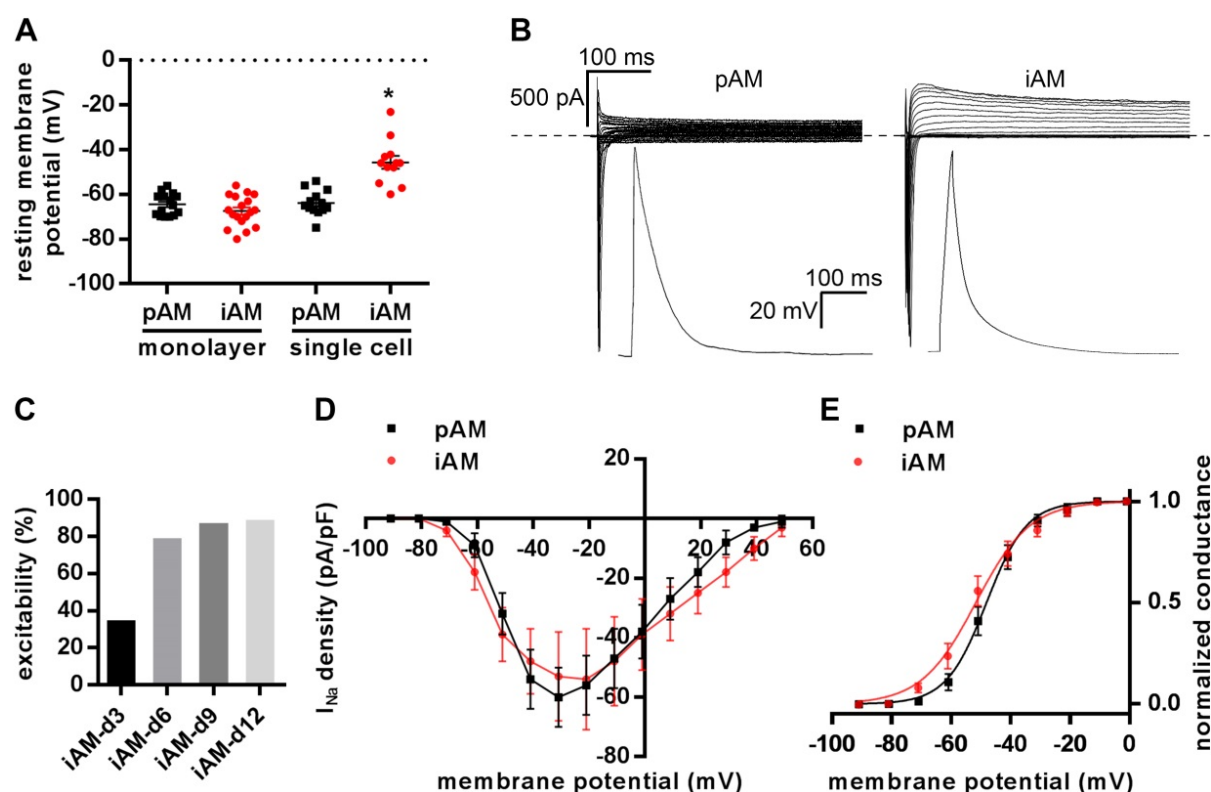 A
resting membrane
potential (mV)
0
-20
-40
-60
-80
-100
*
pAM
iAM
pAM
iAM
monolayer
single cell
B
100 ms
500 pA
pAM
iAM
100 ms
20 mV
C
excitability (%)
100
80
60
40
20
0
iAM-d3
iAM-d6
iAM-d9
iAM-d12
D
pAM
iAM
INa density (pA/pF)
20
-100
-80
-60
-40
-20
20
40
60
-20
-40
-60
-80
membrane potential (mV)
E
pAM
iAM
normalized conductance
1.0
0.5
0.0
-100
-80
-60
-40
-20
0
membrane potential (mV)